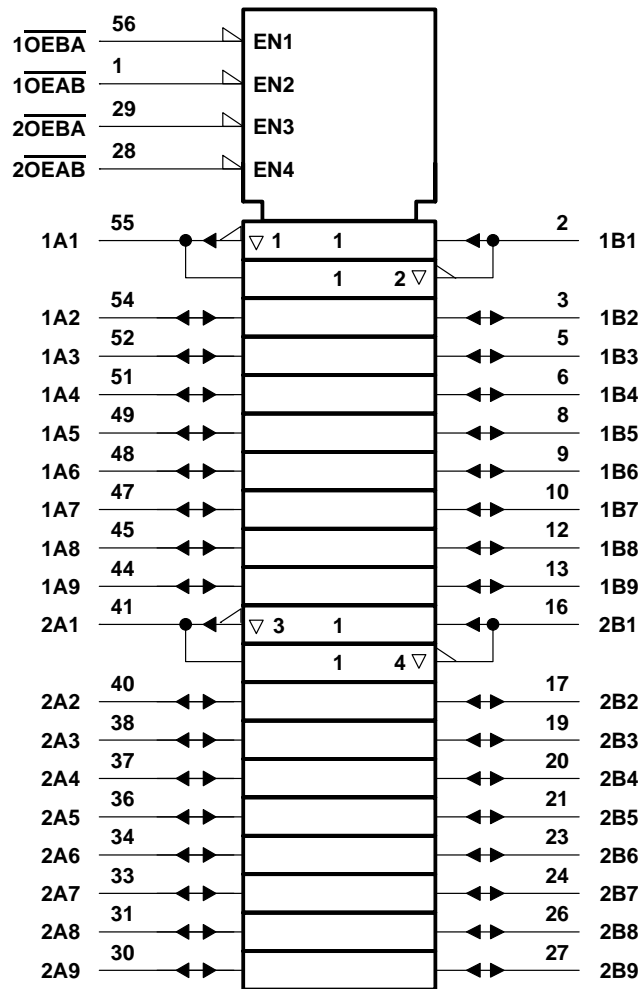 56
1O̅E̅B̅A̅ EN1
1
1O̅E̅A̅B̅ EN2
29
2O̅E̅B̅A̅ EN3
28
2O̅E̅A̅B̅ EN4
55 2
1A1 ▽ 1 1 1B1
1 2 ▽
54 3
1A2 1B2
52 5
1A3 1B3
51 6
1A4 1B4
49 8
1A5 1B5
48 9
1A6 1B6
47 10
1A7 1B7
45 12
1A8 1B8
44 13
1A9 1B9
41 16
2A1 ▽ 3 1 2B1
1 4 ▽
40 17
2A2 2B2
38 19
2A3 2B3
37 20
2A4 2B4
36 21
2A5 2B5
34 23
2A6 2B6
33 24
2A7 2B7
31 26
2A8 2B8
30 27
2A9 2B9